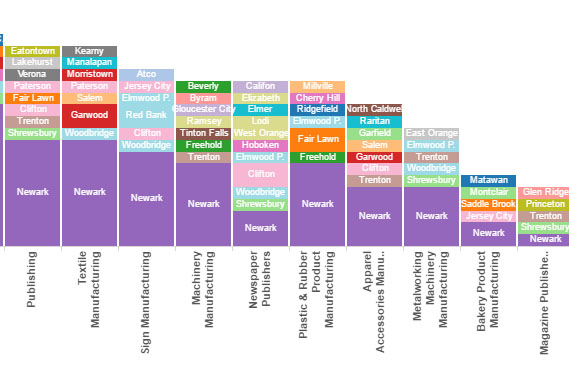 Eatontown
Lakehurst
Verona
Paterson
Fair Lawn
Clifton
Trenton
Shrewsbury
Newark
Kearny
Manalapan
Morristown
Paterson
Salem
Garwood
Woodbridge
Newark
Atco
Jersey City
Elmwood P.
Red Bank
Clifton
Woodbridge
Newark
Beverly
Byram
Gloucester City
Ramsey
Tinton Falls
Freehold
Trenton
Newark
Califon
Elizabeth
Elmer
Lodi
West Orange
Hoboken
Elmwood P.
Clifton
Woodbridge
Shrewsbury
Newark
Millville
Cherry Hill
Ridgefield
Elmwood P.
Fair Lawn
Freehold
Newark
North Caldwell
Raritan
Garfield
Salem
Garwood
Clifton
Trenton
Newark
East Orange
Elmwood P.
Trenton
Woodbridge
Shrewsbury
Newark
Matawan
Montclair
Saddle Brook
Jersey City
Newark
Glen Ridge
Princeton
Trenton
Shrewsbury
Newark
Publishing
Textile
Manufacturing
Sign Manufacturing
Machinery
Manufacturing
Newspaper
Publishers
Plastic & Rubber
Product
Manufacturing
Apparel
Accessories Manu..
Metalworking
Machinery
Manufacturing
Bakery Product
Manufacturing
Magazine Publishe..